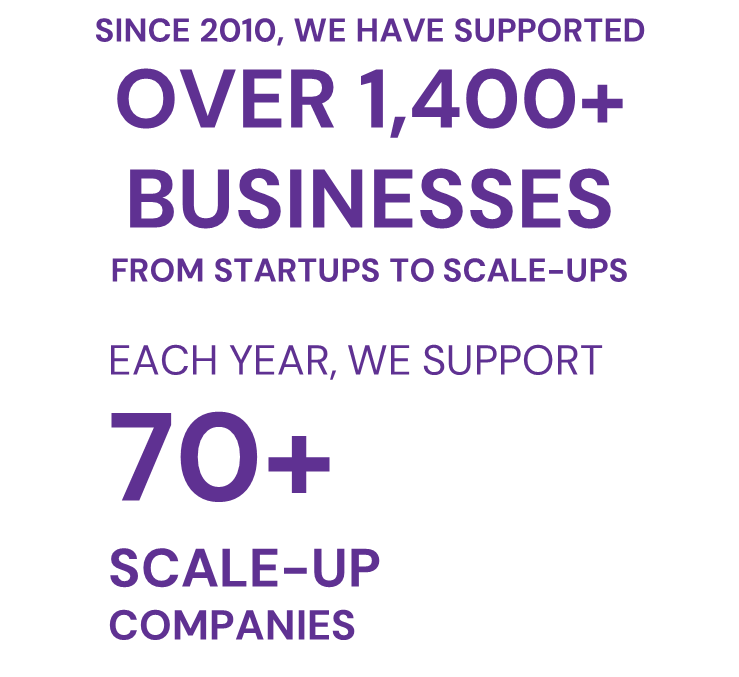 SINCE 2010, WE HAVE SUPPORTED
OVER 1,400+
BUSINESSES
FROM STARTUPS TO SCALE-UPS
EACH YEAR, WE SUPPORT
70+
SCALE-UP
COMPANIES